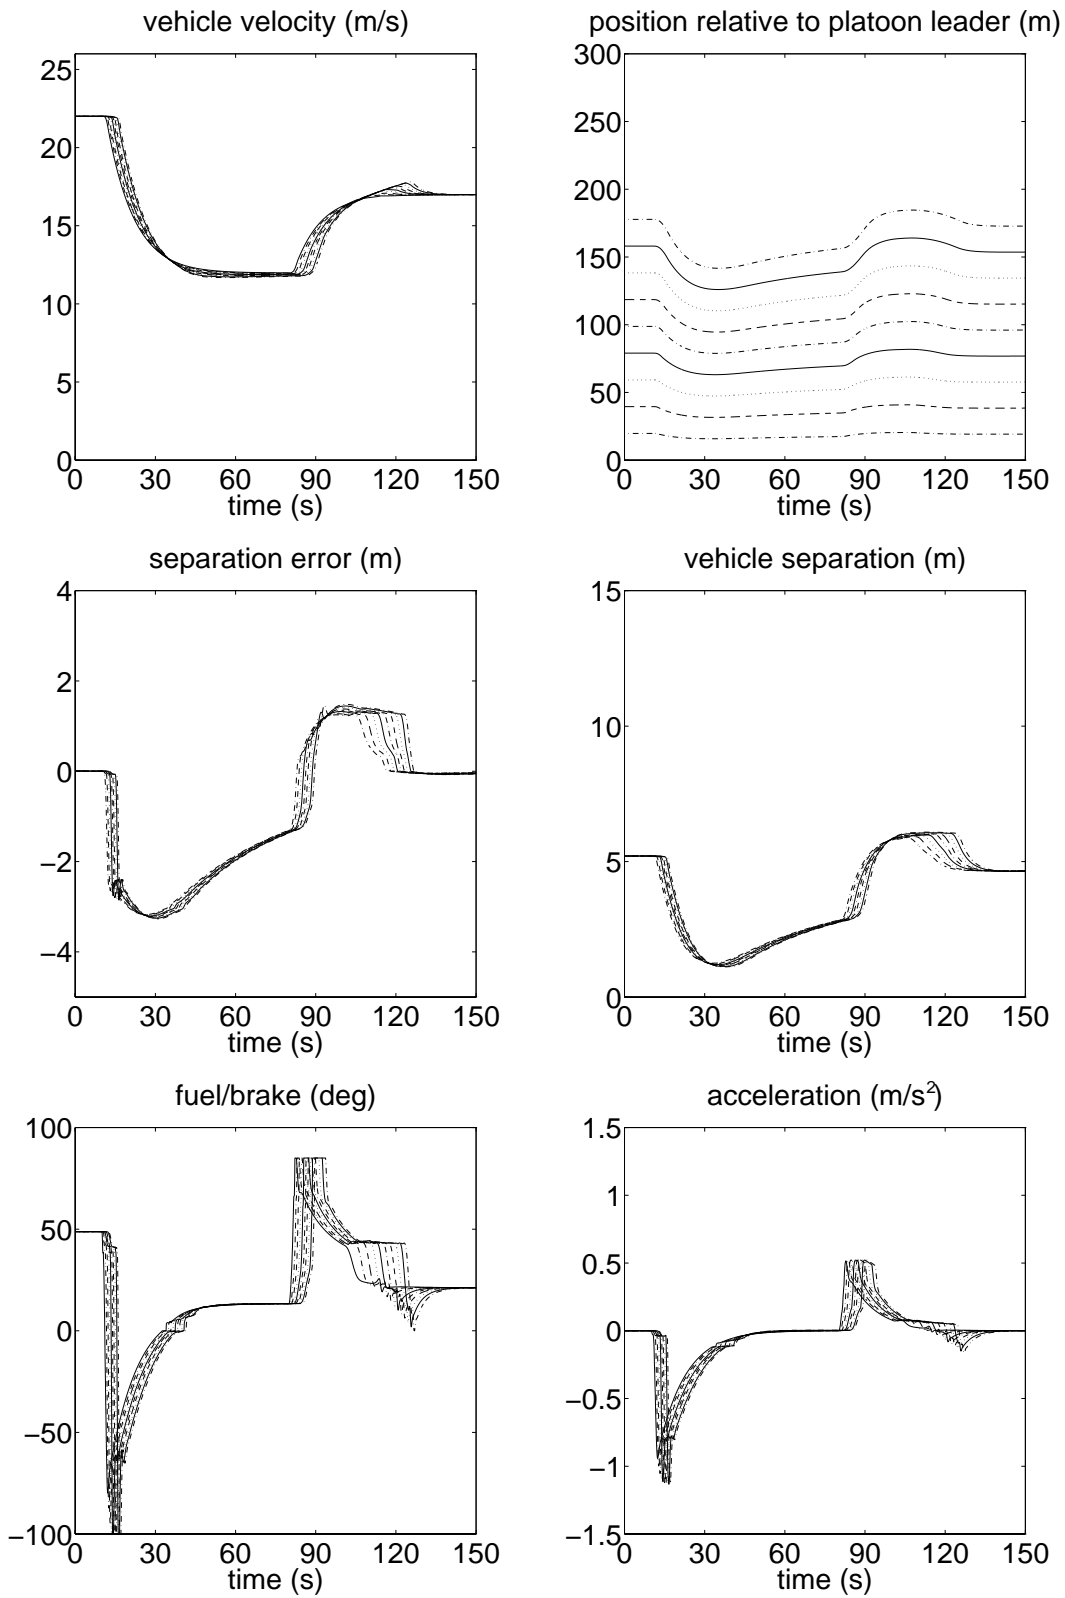 vehicle velocity (m/s)
25
20
15
10
5
0
0 30 60 90 120 150
time (s)
position relative to platoon leader (m)
300
250
200
150
100
50
0
0 30 60 90 120 150
time (s)
separation error (m)
4
2
0
−2
−4
0 30 60 90 120 150
time (s)
vehicle separation (m)
15
10
5
0
0 30 60 90 120 150
time (s)
fuel/brake (deg)
100
50
0
−50
−100
0 30 60 90 120 150
time (s)
acceleration (m/s²)
1.5
1
0.5
0
−0.5
−1
−1.5
0 30 60 90 120 150
time (s)